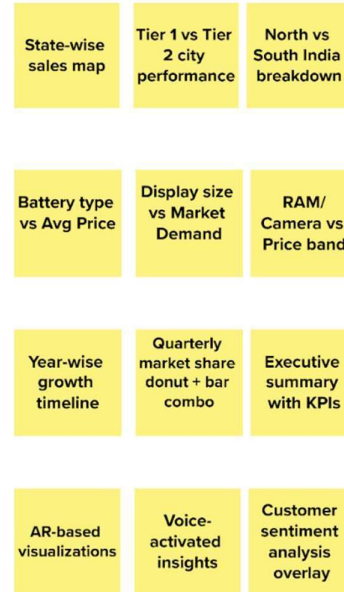 State-wise
sales map
Tier 1 vs Tier
2 city
performance
North vs
South India
breakdown
Battery type
vs Avg Price
Display size
vs Market
Demand
RAM/
Camera vs
Price band
Year-wise
growth
timeline
Quarterly
market share
donut + bar
combo
Executive
summary
with KPIs
AR-based
visualizations
Voice-
activated
insights
Customer
sentiment
analysis
overlay